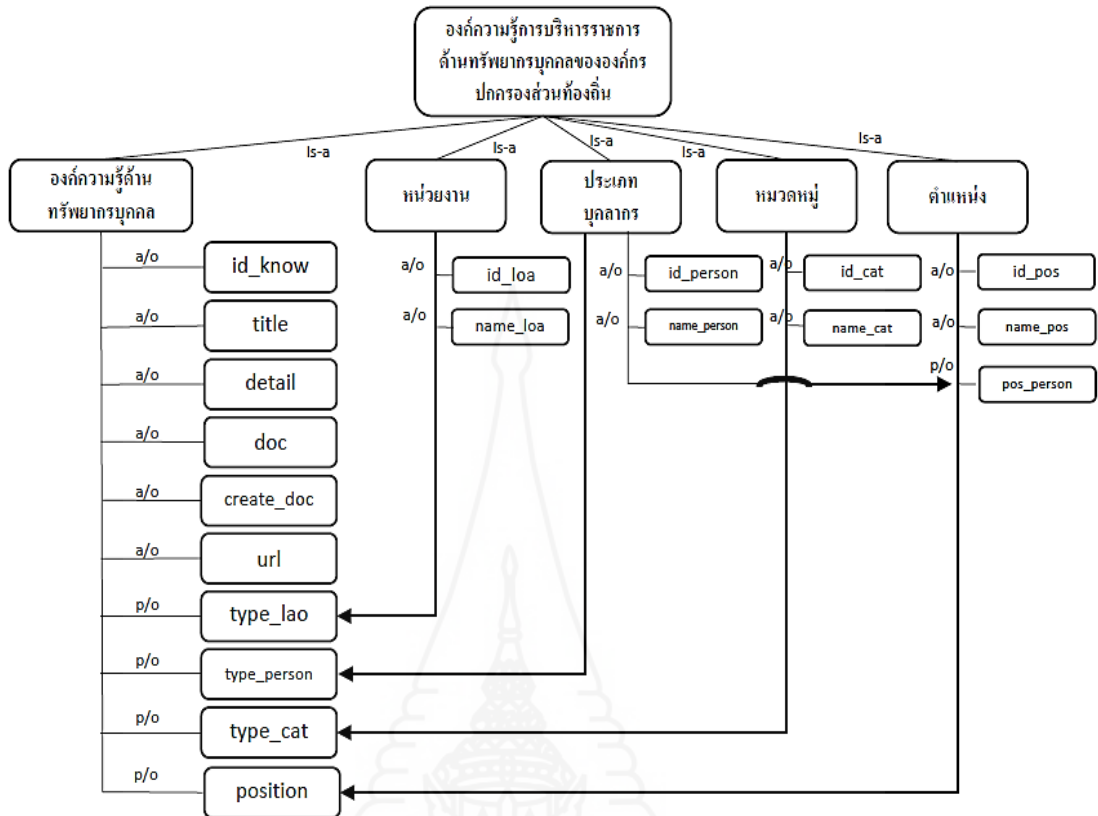 องค์ความรู้การบริหารราชการ
ด้านทรัพยากรบุคคลขององค์กร
ปกครองส่วนท้องถิ่น
Is-a
Is-a
Is-a
Is-a
Is-a
องค์ความรู้ด้าน
ทรัพยากรบุคคล
หน่วยงาน
ประเภท
บุคลากร
หมวดหมู่
ตำแหน่ง
a/o
id_know
a/o
title
a/o
detail
a/o
doc
a/o
create_doc
a/o
url
p/o
type_lao
p/o
type_person
p/o
type_cat
p/o
position
a/o
id_loa
a/o
name_loa
a/o
id_person
a/o
name_person
a/o
id_cat
a/o
name_cat
a/o
id_pos
a/o
name_pos
p/o
pos_person